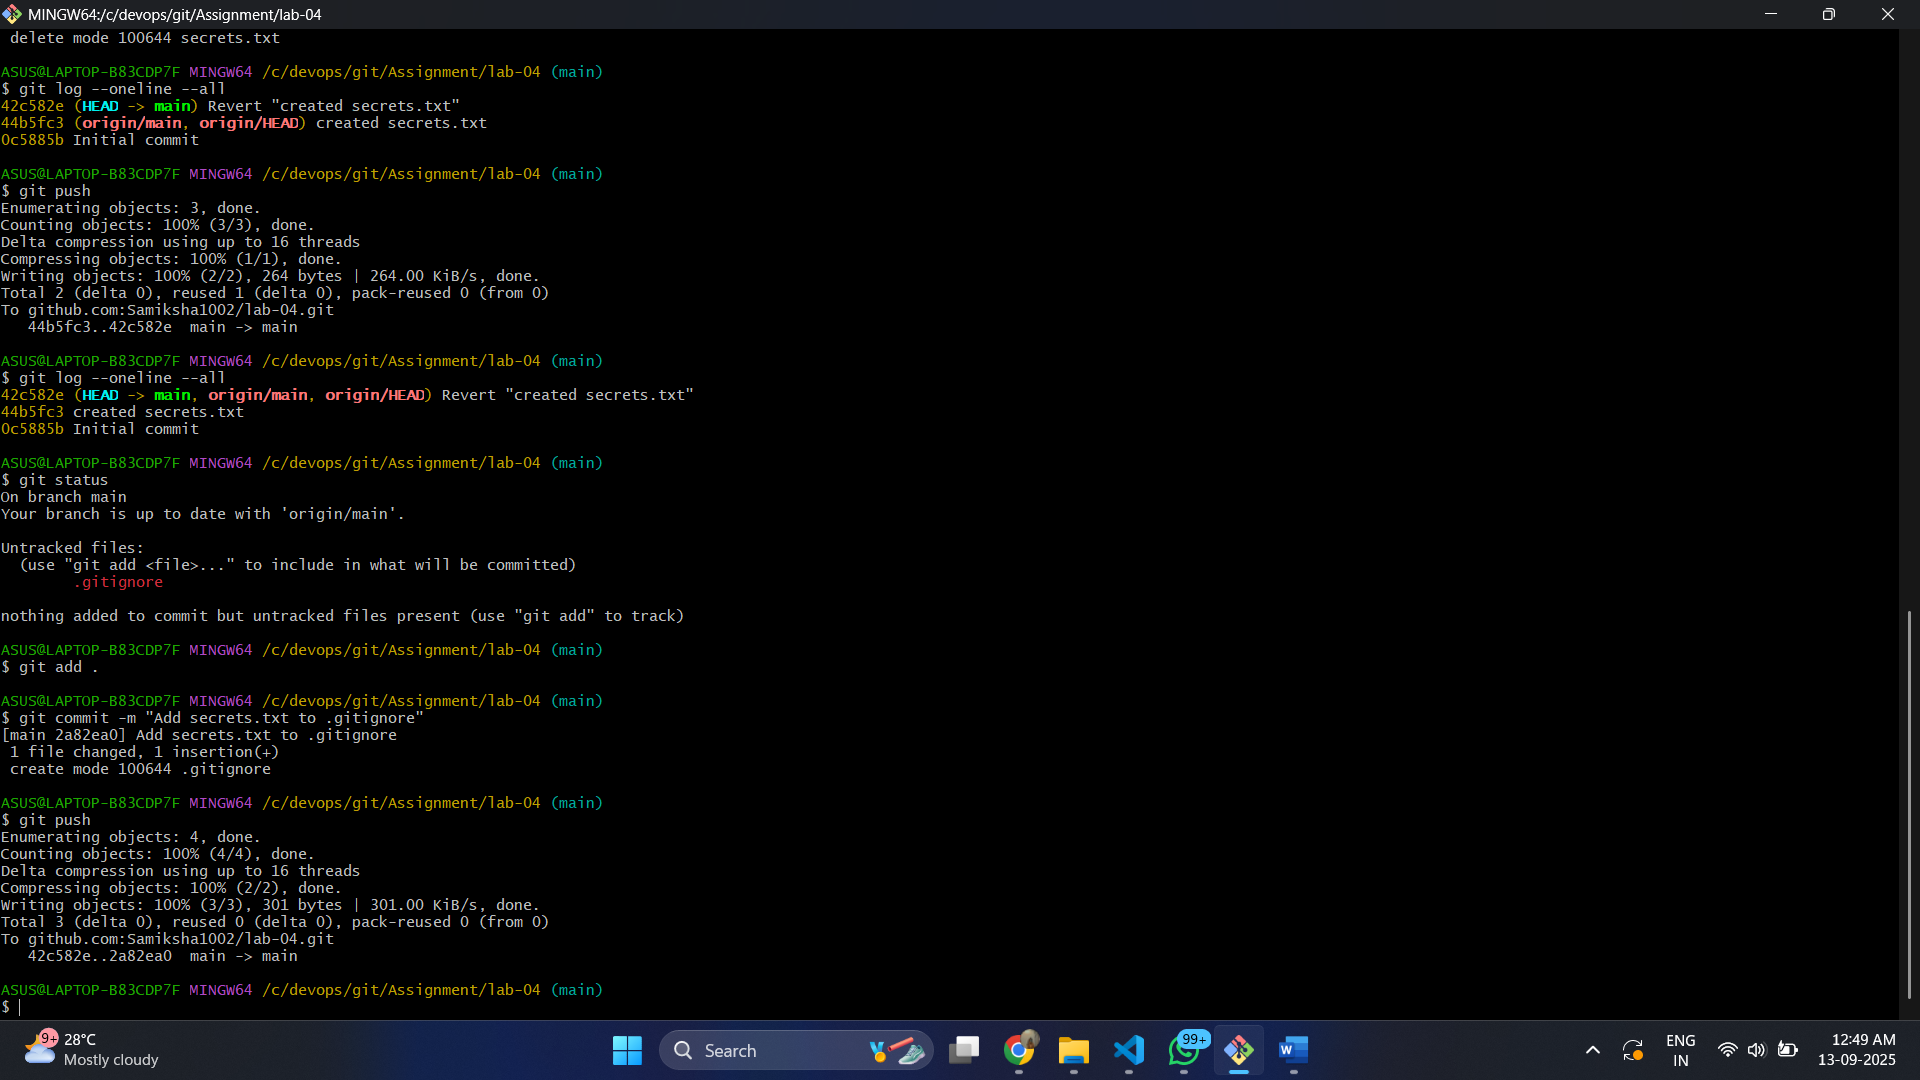 MINGW64:/c/devops/git/Assignment/lab-04
delete mode 100644 secrets.txt
ASUS@LAPTOP-B83CDP7F MINGW64 /c/devops/git/Assignment/lab-04 (main)
$ git log --oneline --all
42c582e (HEAD -> main) Revert "created secrets.txt"
44b5fc3 (origin/main, origin/HEAD) created secrets.txt
0c5885b Initial commit
ASUS@LAPTOP-B83CDP7F MINGW64 /c/devops/git/Assignment/lab-04 (main)
$ git push
Enumerating objects: 3, done.
Counting objects: 100% (3/3), done.
Delta compression using up to 16 threads
Compressing objects: 100% (1/1), done.
Writing objects: 100% (2/2), 264 bytes | 264.00 KiB/s, done.
Total 2 (delta 0), reused 1 (delta 0), pack-reused 0 (from 0)
To github.com:Samiksha1002/lab-04.git
44b5fc3..42c582e  main -> main
ASUS@LAPTOP-B83CDP7F MINGW64 /c/devops/git/Assignment/lab-04 (main)
$ git log --oneline --all
42c582e (HEAD -> main, origin/main, origin/HEAD) Revert "created secrets.txt"
44b5fc3 created secrets.txt
0c5885b Initial commit
ASUS@LAPTOP-B83CDP7F MINGW64 /c/devops/git/Assignment/lab-04 (main)
$ git status
On branch main
Your branch is up to date with 'origin/main'.
Untracked files:
(use "git add <file>..." to include in what will be committed)
.gitignore
nothing added to commit but untracked files present (use "git add" to track)
ASUS@LAPTOP-B83CDP7F MINGW64 /c/devops/git/Assignment/lab-04 (main)
$ git add .
ASUS@LAPTOP-B83CDP7F MINGW64 /c/devops/git/Assignment/lab-04 (main)
$ git commit -m "Add secrets.txt to .gitignore"
[main 2a82ea0] Add secrets.txt to .gitignore
1 file changed, 1 insertion(+)
create mode 100644 .gitignore
ASUS@LAPTOP-B83CDP7F MINGW64 /c/devops/git/Assignment/lab-04 (main)
$ git push
Enumerating objects: 4, done.
Counting objects: 100% (4/4), done.
Delta compression using up to 16 threads
Compressing objects: 100% (2/2), done.
Writing objects: 100% (3/3), 301 bytes | 301.00 KiB/s, done.
Total 3 (delta 0), reused 0 (delta 0), pack-reused 0 (from 0)
To github.com:Samiksha1002/lab-04.git
42c582e..2a82ea0  main -> main
ASUS@LAPTOP-B83CDP7F MINGW64 /c/devops/git/Assignment/lab-04 (main)
$
9+
28°C
Mostly cloudy
Search
99+
W
ENG
IN
12:49 AM
13-09-2025